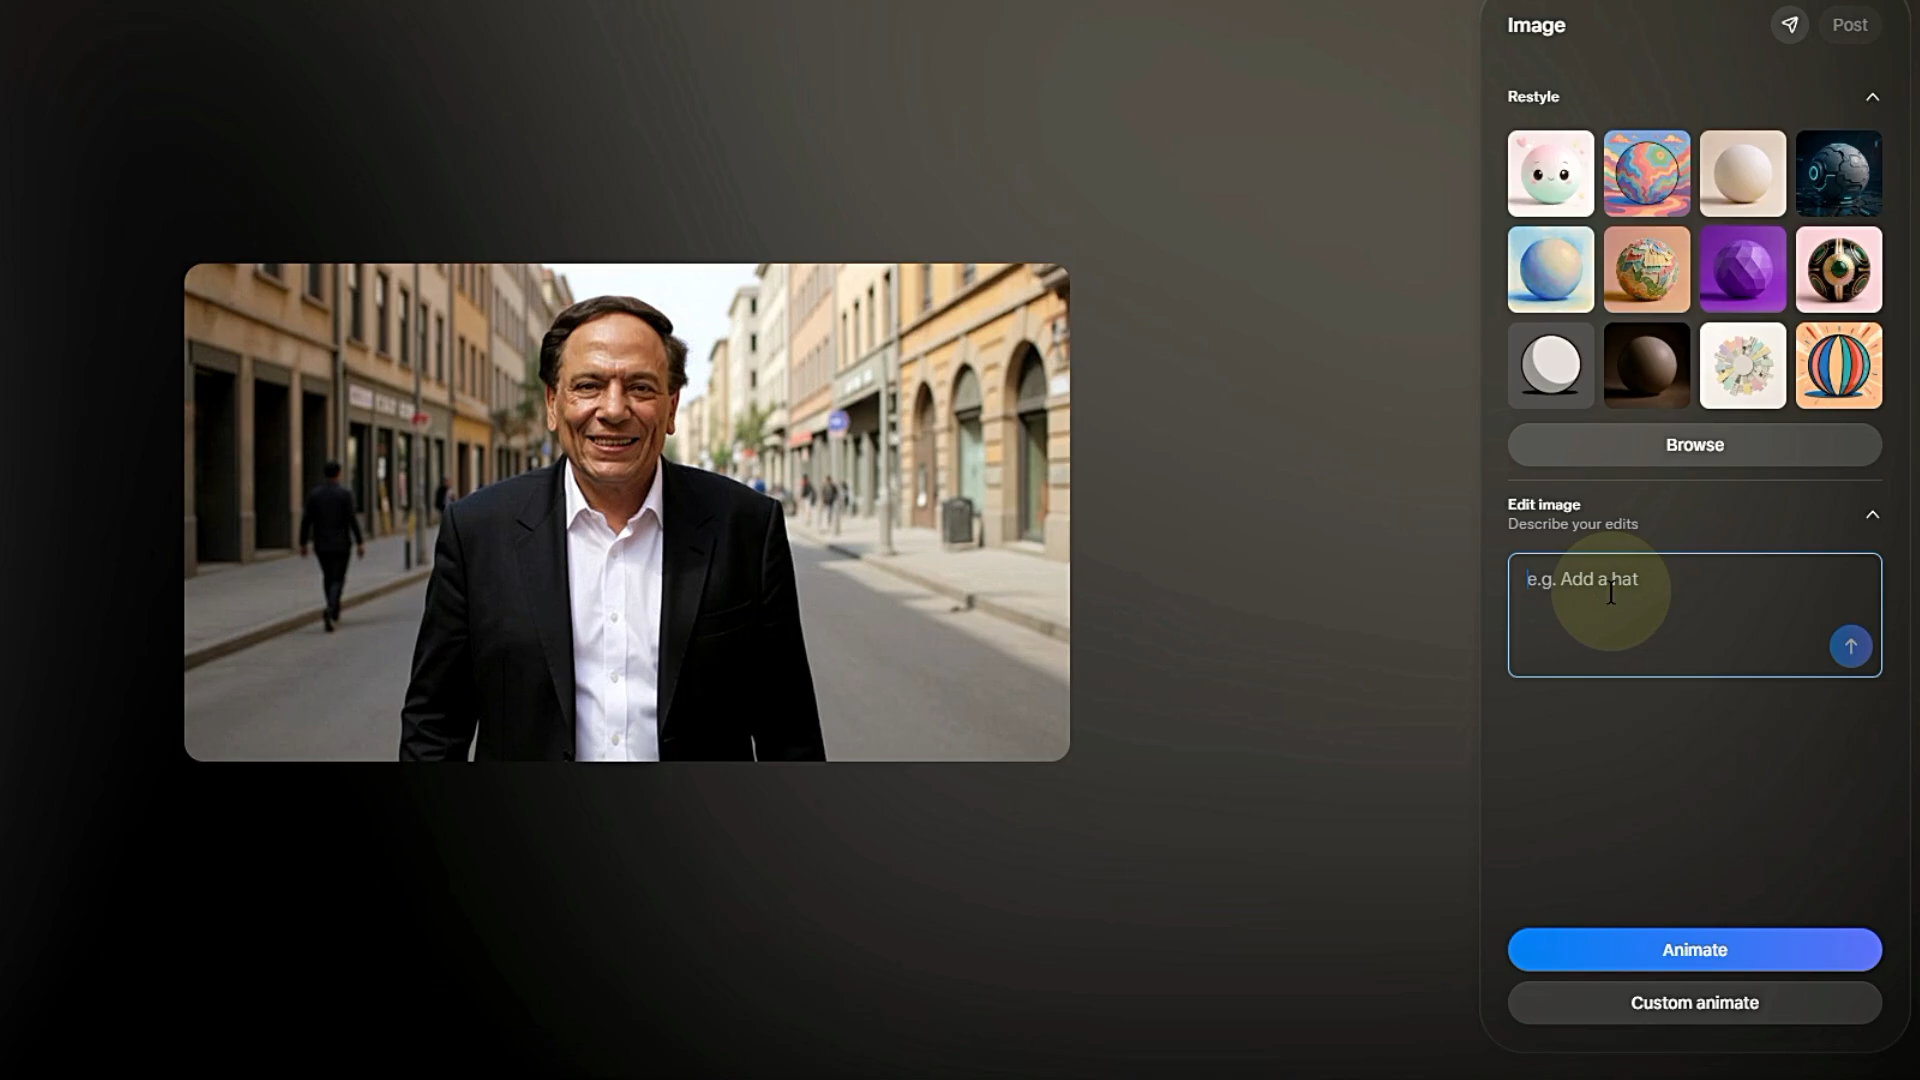 Image
Post
Restyle
Browse
Edit image
Describe your edits
e.g. Add a hat
Animate
Custom animate